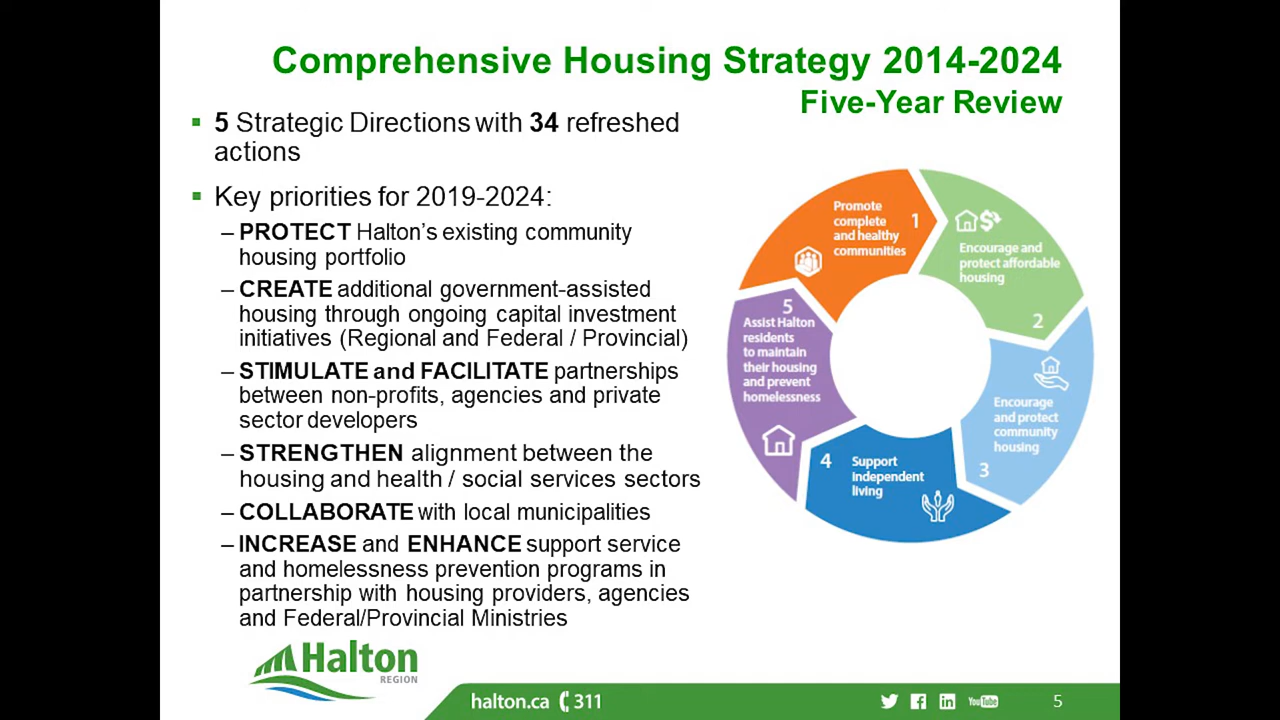 Comprehensive Housing Strategy 2014-2024
Five-Year Review
▪ 5 Strategic Directions with 34 refreshed
actions
▪ Key priorities for 2019-2024:
– PROTECT Halton’s existing community
housing portfolio
– CREATE additional government-assisted
housing through ongoing capital investment
initiatives (Regional and Federal / Provincial)
– STIMULATE and FACILITATE partnerships
between non-profits, agencies and private
sector developers
– STRENGTHEN alignment between the
housing and health / social services sectors
– COLLABORATE with local municipalities
– INCREASE and ENHANCE support service
and homelessness prevention programs in
partnership with housing providers, agencies
and Federal/Provincial Ministries
1
Promote
complete
and healthy
communities
Encourage and
protect affordable
housing
2
Encourage
and protect
community
housing
3
4
Support
independent
living
5
Assist Halton
residents
to maintain
their housing
and prevent
homelessness
Halton
REGION
halton.ca 311
You Tube
5